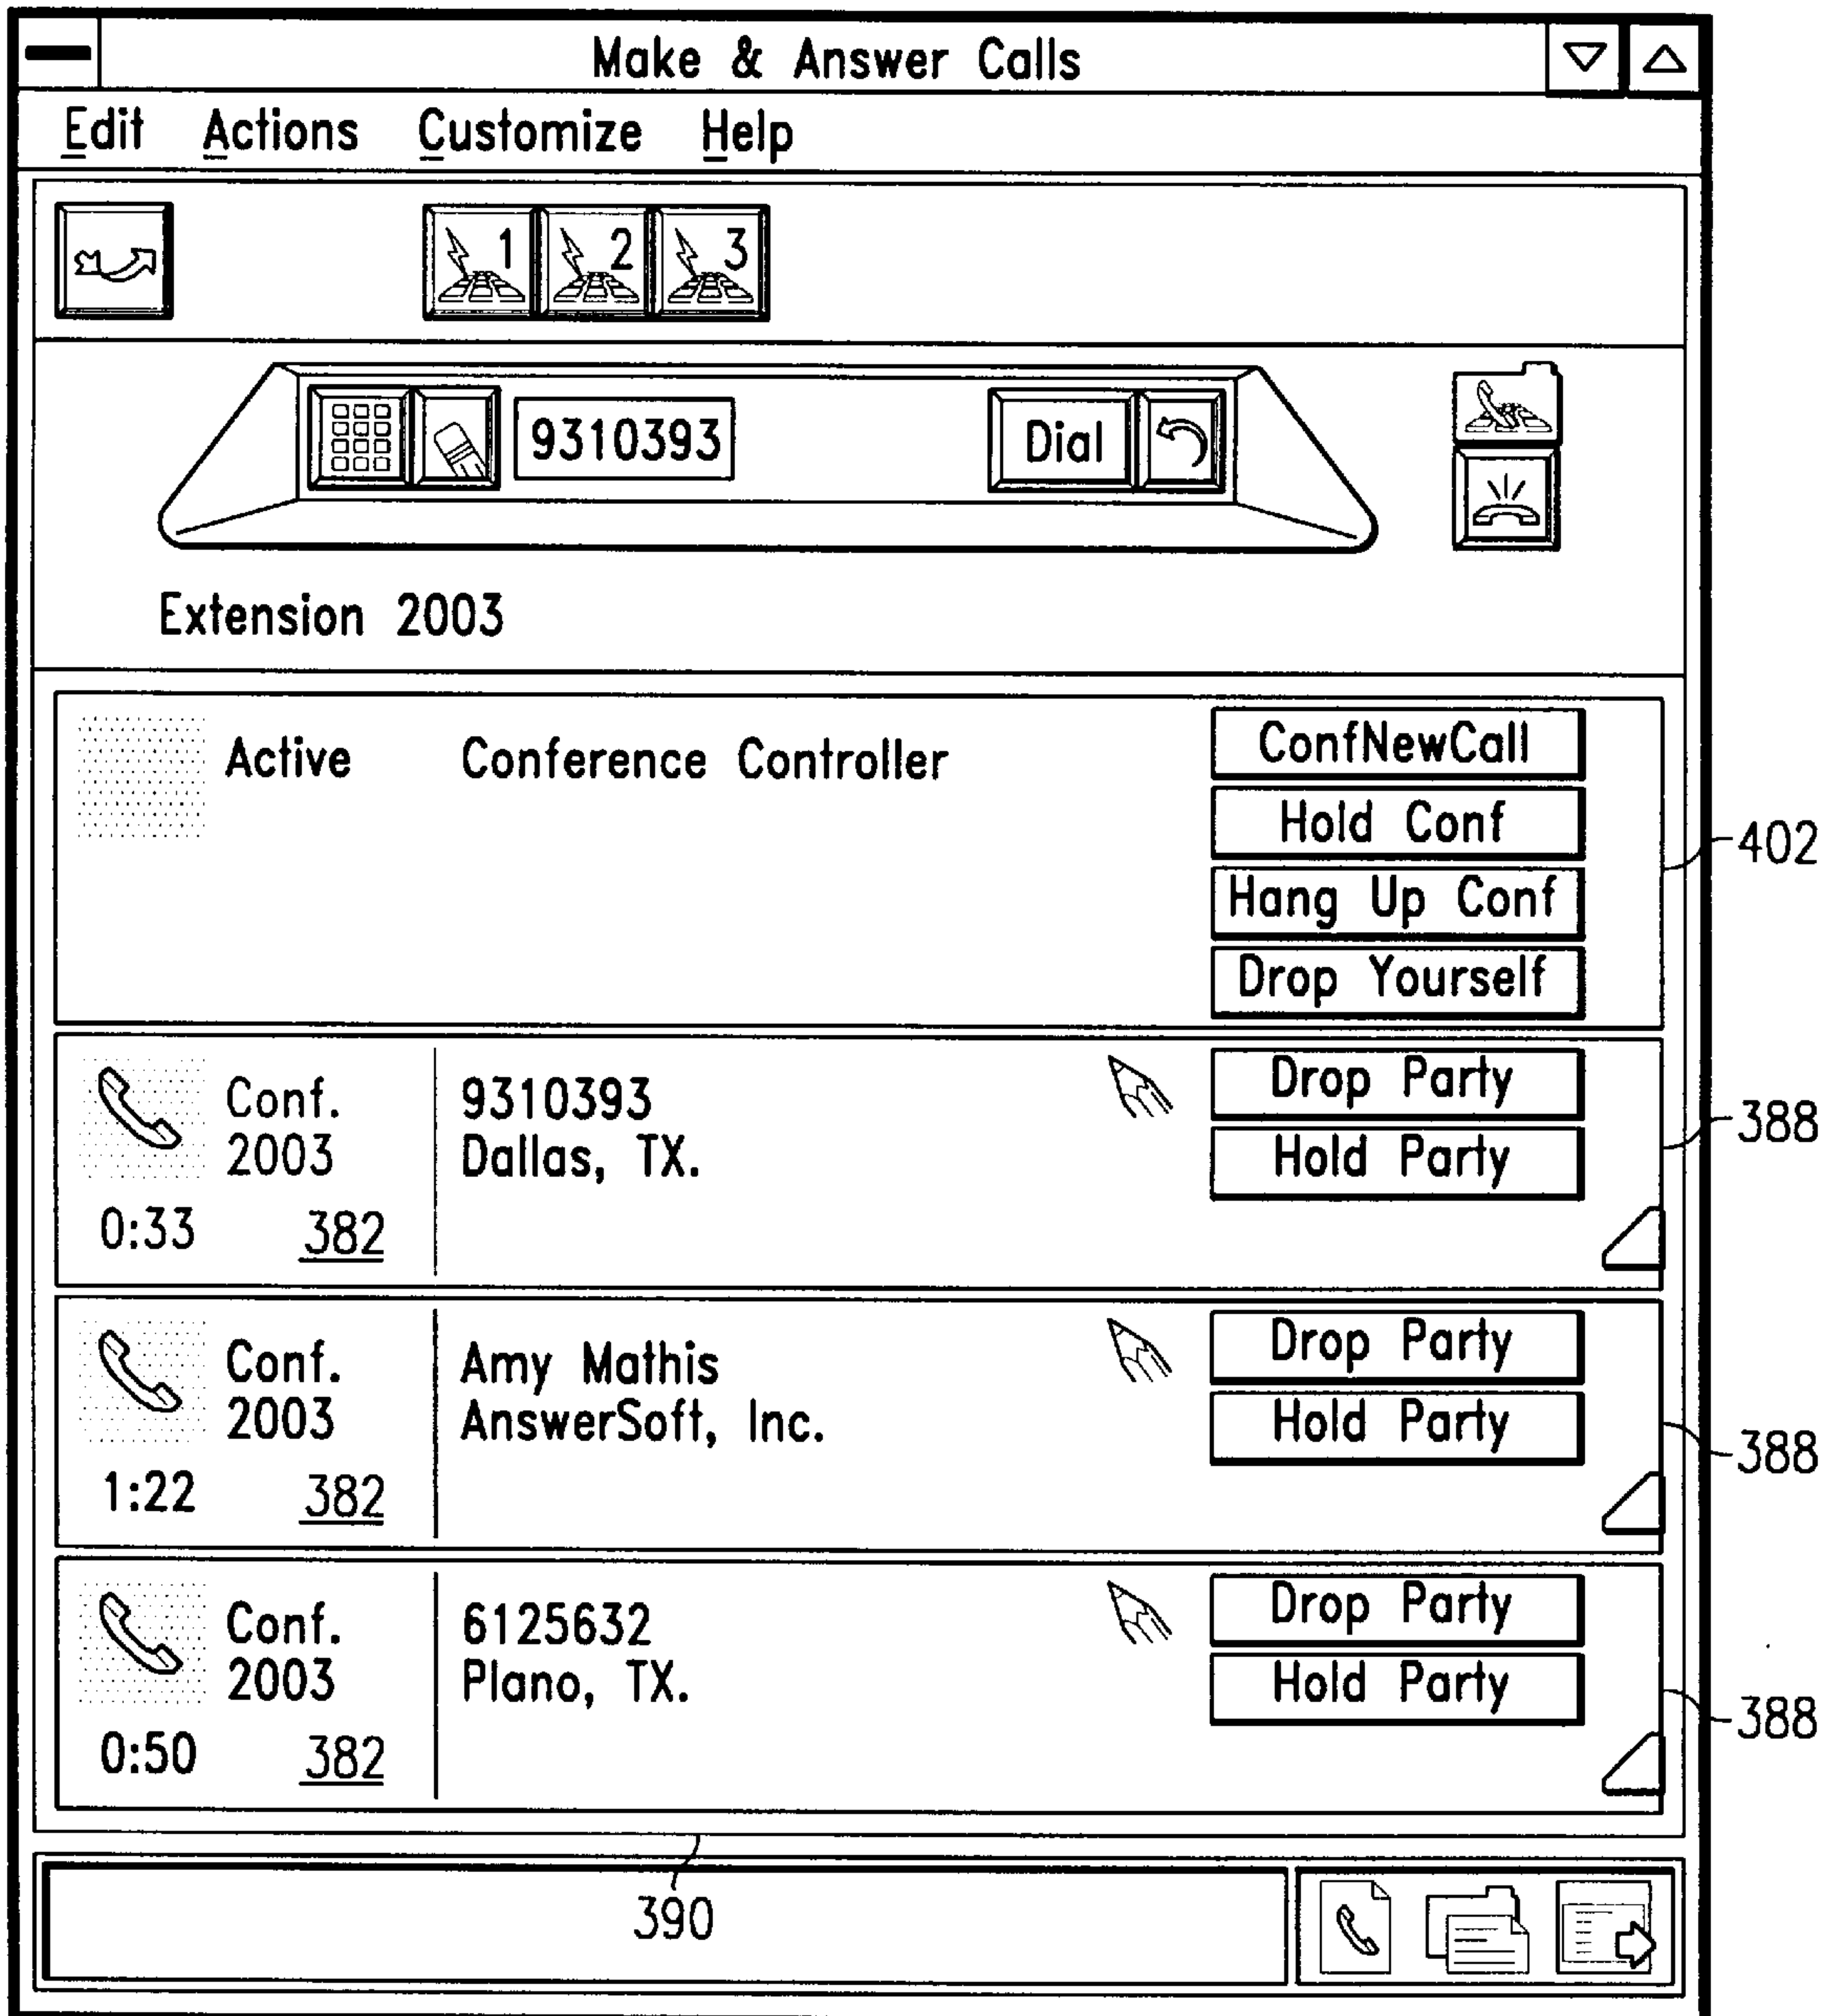 Make & Answer Calls
Edit Actions Customize Help
1 2 3
9310393 Dial
Extension 2003
Active Conference Controller ConfNewCall
Hold Conf
402
Hang Up Conf
Drop Yourself
Conf. 9310393 Drop Party
2003 Dallas, TX. Hold Party
388
0:33 382
Conf. Amy Mathis Drop Party
2003 AnswerSoft, Inc. Hold Party
388
1:22 382
Conf. 6125632 Drop Party
2003 Plano, TX. Hold Party
388
0:50 382
390